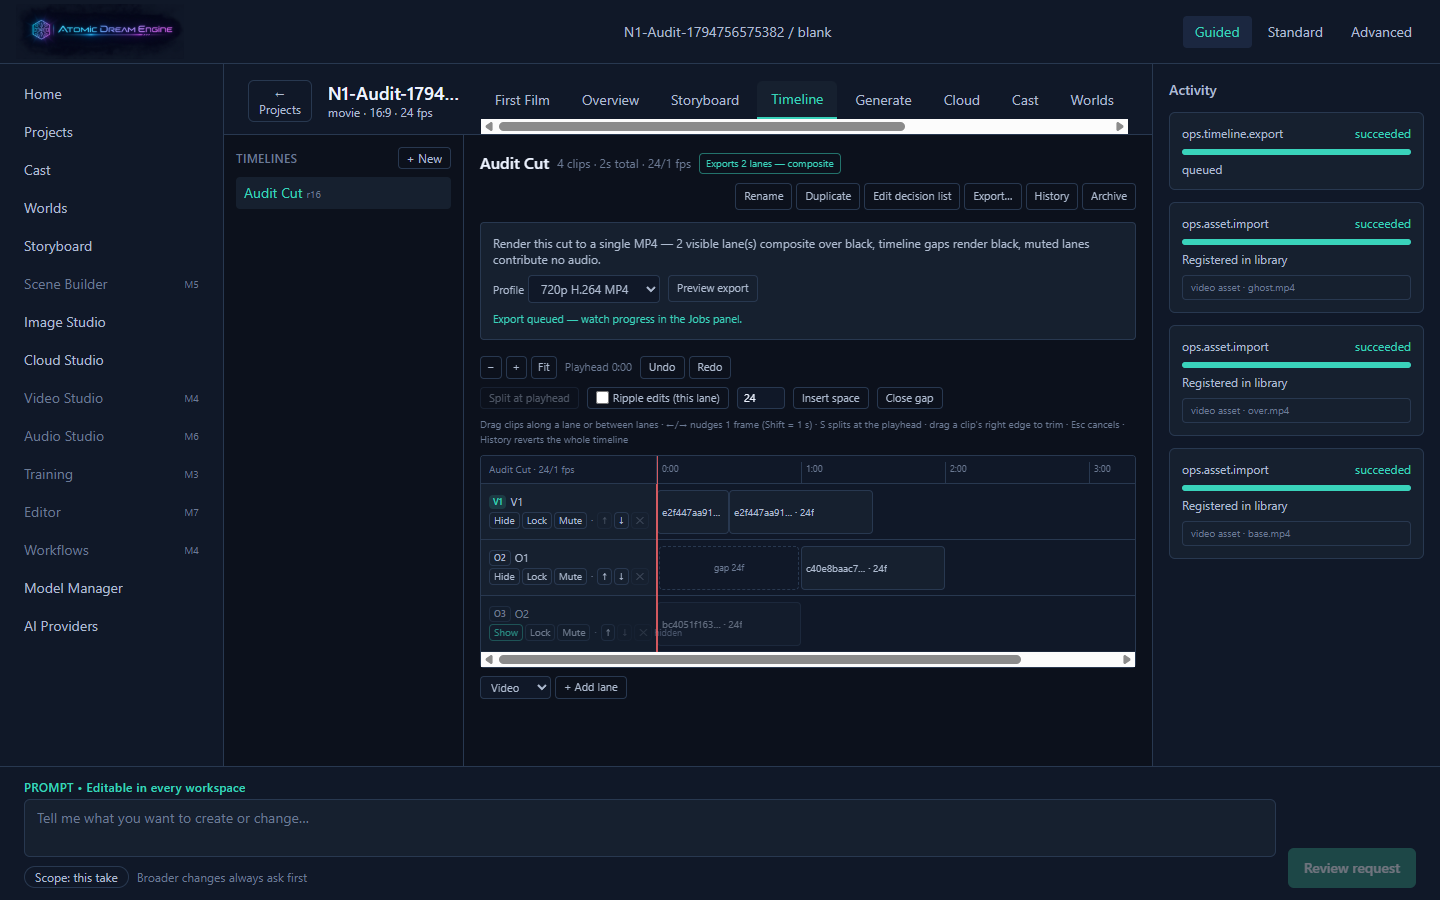 ATOMIC DREAM ENGINE
N1-Audit-1794756575382 / blank
Guided Standard Advanced
Home
Projects
Cast
Worlds
Storyboard
Scene Builder M5
Image Studio
Cloud Studio
Video Studio M4
Audio Studio M6
Training M3
Editor M7
Workflows M4
Model Manager
AI Providers
← Projects
N1-Audit-1794...
movie · 16:9 · 24 fps
First Film Overview Storyboard Timeline Generate Cloud Cast Worlds
TIMELINES + New
Audit Cut r16
Audit Cut 4 clips · 2s total · 24/1 fps Exports 2 lanes — composite
Rename Duplicate Edit decision list Export... History Archive
Render this cut to a single MP4 — 2 visible lane(s) composite over black, timeline gaps render black, muted lanes
contribute no audio.
Profile 720p H.264 MP4 Preview export
Export queued — watch progress in the Jobs panel.
− + Fit Playhead 0:00 Undo Redo
Split at playhead Ripple edits (this lane) 24 Insert space Close gap
Drag clips along a lane or between lanes · ←/→ nudges 1 frame (Shift = 1 s) · S splits at the playhead · drag a clip's right edge to trim · Esc cancels ·
History reverts the whole timeline
Audit Cut · 24/1 fps 0:00 1:00 2:00 3:00
V1 V1
Hide Lock Mute · ↑ ↓ ✕
e2f447aa91... e2f447aa91... · 24f
O2 O1
Hide Lock Mute · ↑ ↓ ✕
gap 24f c40e8baac7... · 24f
O3 O2
Show Lock Mute · ↑ ↓ ✕ hidden
bc4051f163... · 24f
Video + Add lane
Activity
ops.timeline.export succeeded
queued
ops.asset.import succeeded
Registered in library
video asset · ghost.mp4
ops.asset.import succeeded
Registered in library
video asset · over.mp4
ops.asset.import succeeded
Registered in library
video asset · base.mp4
PROMPT • Editable in every workspace
Tell me what you want to create or change...
Scope: this take Broader changes always ask first
Review request